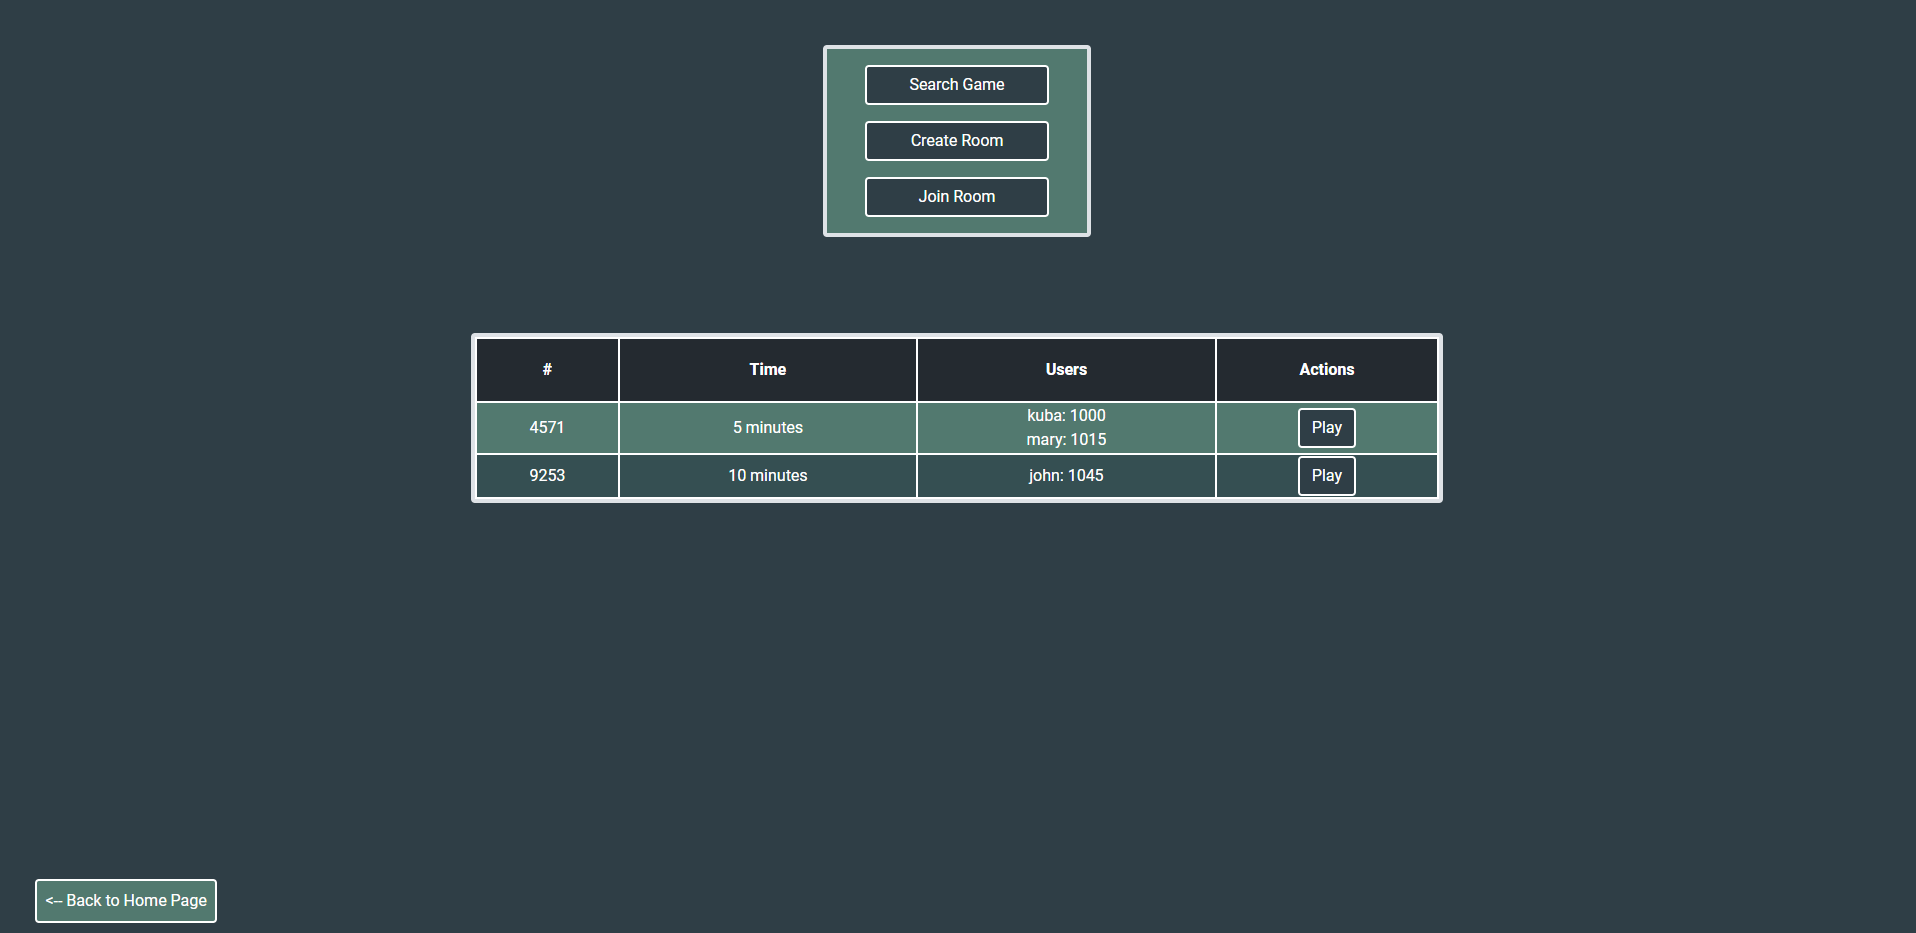 Search Game
Create Room
Join Room
# Time Users Actions
4571 5 minutes kuba: 1000 Play
mary: 1015
9253 10 minutes john: 1045 Play
<-- Back to Home Page